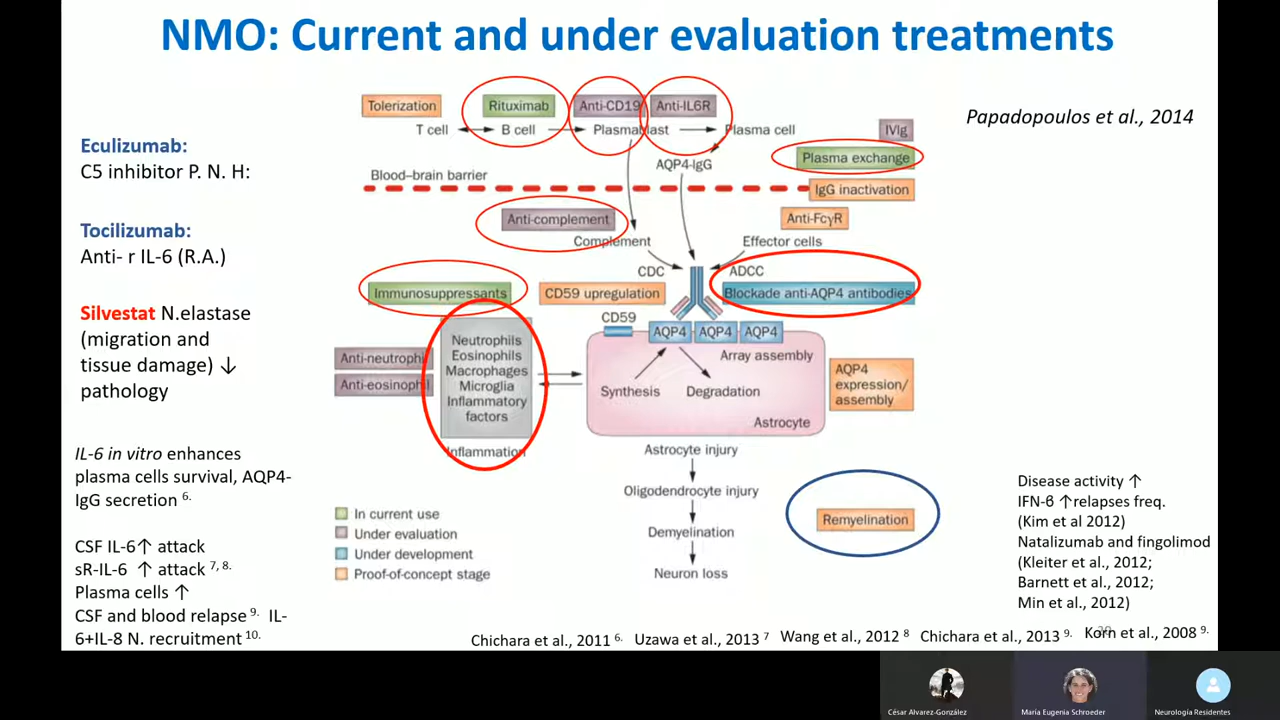 NMO: Current and under evaluation treatments
Papadopoulos et al., 2014
Eculizumab:
C5 inhibitor P. N. H:
Tocilizumab:
Anti- r IL-6 (R.A.)
Silvestat N.elastase
(migration and
tissue damage) ↓
pathology
IL-6 in vitro enhances
plasma cells survival, AQP4-
IgG secretion 6.
CSF IL-6↑ attack
sR-IL-6 ↑ attack 7, 8.
Plasma cells ↑
CSF and blood relapse 9. IL-
6+IL-8 N. recruitment 10.
Tolerization
Rituximab
Anti-CD19
Anti-IL6R
T cell
B cell
Plasmablast
Plasma cell
IVIg
AQP4-IgG
Plasma exchange
Blood–brain barrier
IgG inactivation
Anti-complement
Anti-FcγR
Complement
Effector cells
CDC
ADCC
Immunosuppressants
CD59 upregulation
Blockade anti-AQP4 antibodies
CD59
AQP4
AQP4
AQP4
Neutrophils
Eosinophils
Macrophages
Microglia
Inflammatory
factors
Anti-neutrophil
Anti-eosinophil
Inflammation
Array assembly
Synthesis
Degradation
Astrocyte
AQP4
expression/
assembly
Astrocyte injury
Oligodendrocyte injury
Demyelination
Neuron loss
Remyelination
In current use
Under evaluation
Under development
Proof-of-concept stage
Disease activity ↑
IFN-6 ↑relapses freq.
(Kim et al 2012)
Natalizumab and fingolimod
(Kleiter et al., 2012;
Barnett et al., 2012;
Min et al., 2012)
Chichara et al., 2011 6.
Uzawa et al., 2013 7
Wang et al., 2012 8
Chichara et al., 2013 9.
Korn et al., 2008 9.
César Alvarez-González
María Eugenia Schroeder
Neurología Residentes